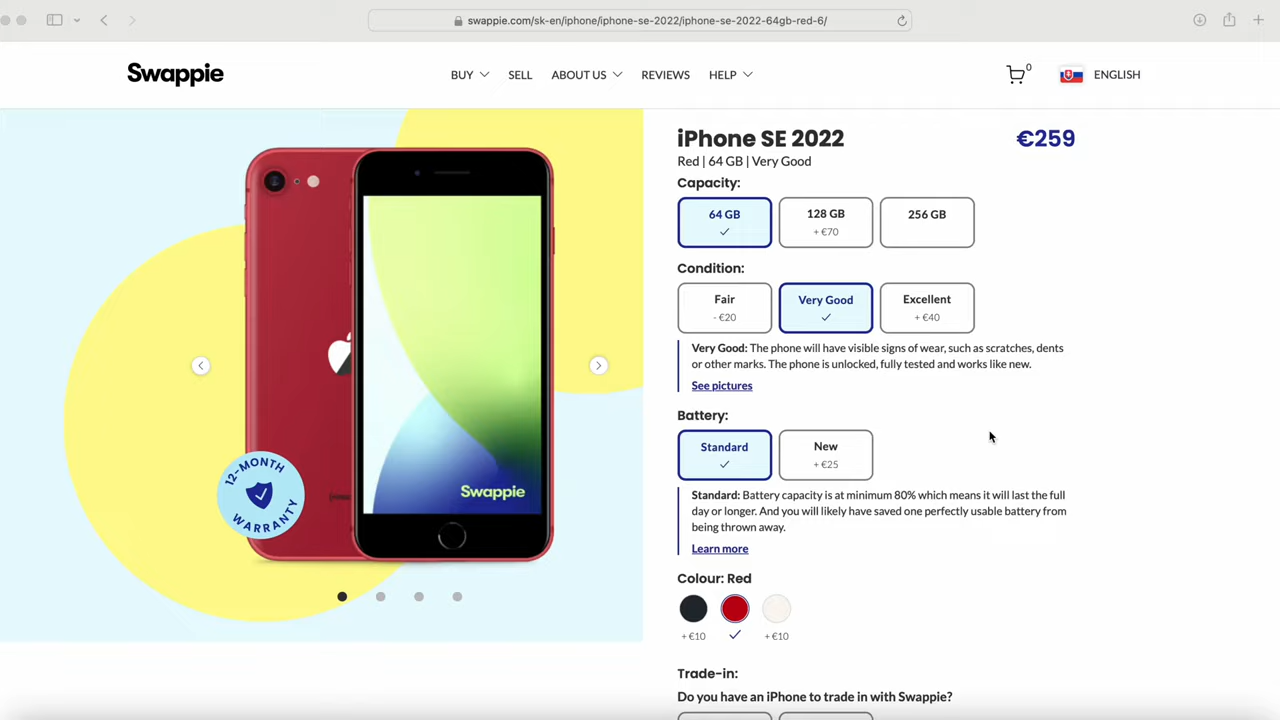 swappie.com/sk-en/iphone/iphone-se-2022/iphone-se-2022-64gb-red-6/
Swappie
BUY
SELL
ABOUT US
REVIEWS
HELP
0
ENGLISH
12-MONTH
WARRANTY
Swappie
iPhone SE 2022
€259
Red | 64 GB | Very Good
Capacity:
64 GB
128 GB
+ €70
256 GB
Condition:
Fair
- €20
Very Good
Excellent
+ €40
Very Good: The phone will have visible signs of wear, such as scratches, dents
or other marks. The phone is unlocked, fully tested and works like new.
See pictures
Battery:
Standard
New
+ €25
Standard: Battery capacity is at minimum 80% which means it will last the full
day or longer. And you will likely have saved one perfectly usable battery from
being thrown away.
Learn more
Colour: Red
+ €10
+ €10
Trade-in:
Do you have an iPhone to trade in with Swappie?